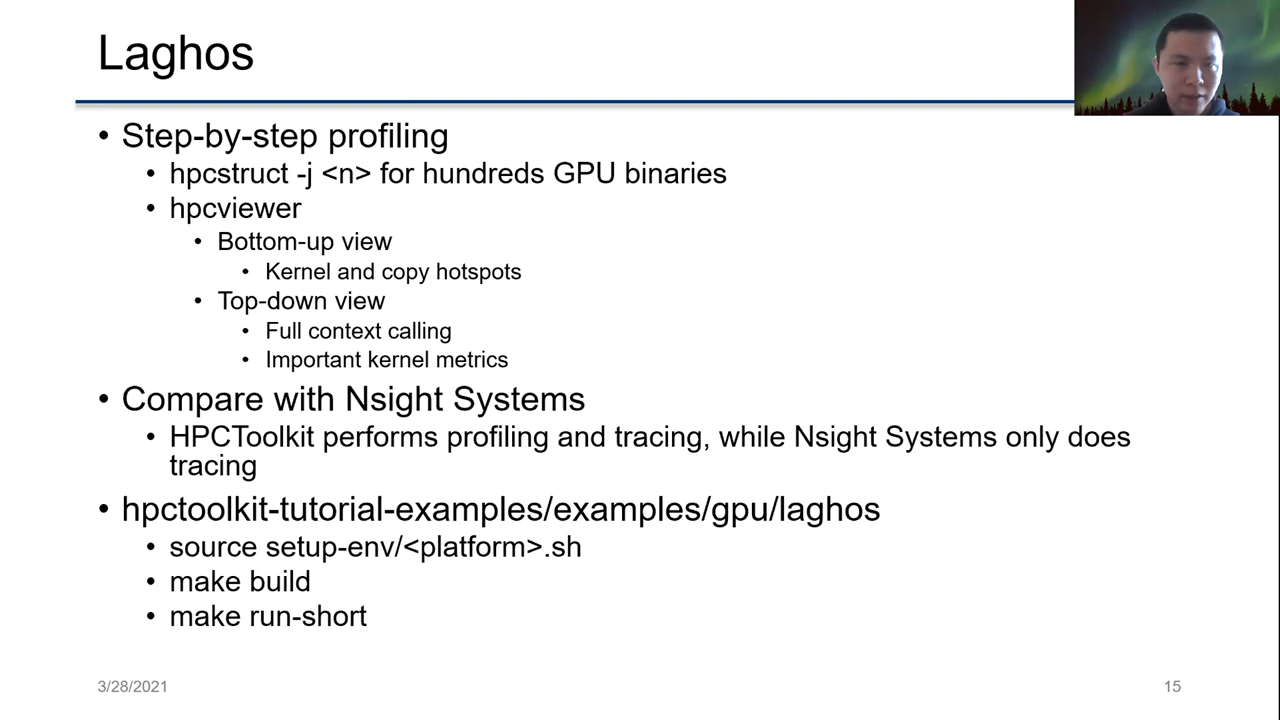 Laghos
• Step-by-step profiling
• hpcstruct -j <n> for hundreds GPU binaries
• hpcviewer
• Bottom-up view
• Kernel and copy hotspots
• Top-down view
• Full context calling
• Important kernel metrics
• Compare with Nsight Systems
• HPCToolkit performs profiling and tracing, while Nsight Systems only does
tracing
• hpctoolkit-tutorial-examples/examples/gpu/laghos
• source setup-env/<platform>.sh
• make build
• make run-short
3/28/2021
15